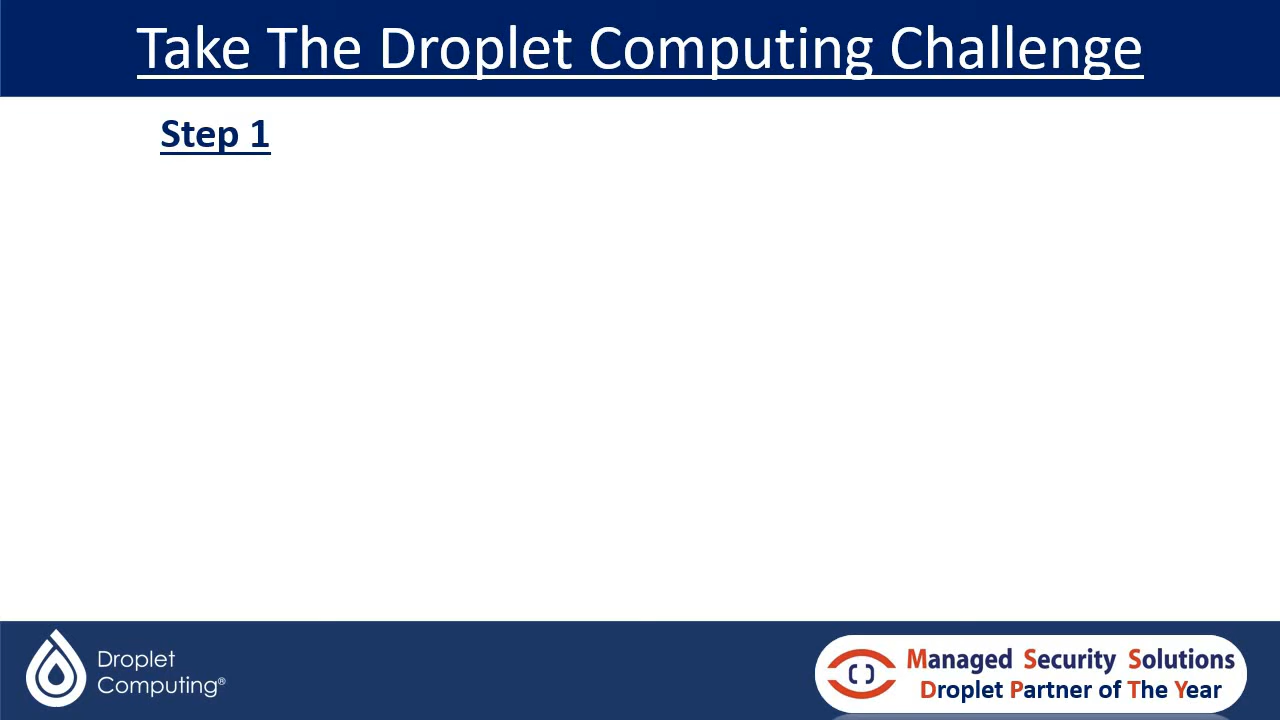 Take The Droplet Computing Challenge
Step 1
Droplet
Computing®
Managed Security Solutions
Droplet Partner of The Year